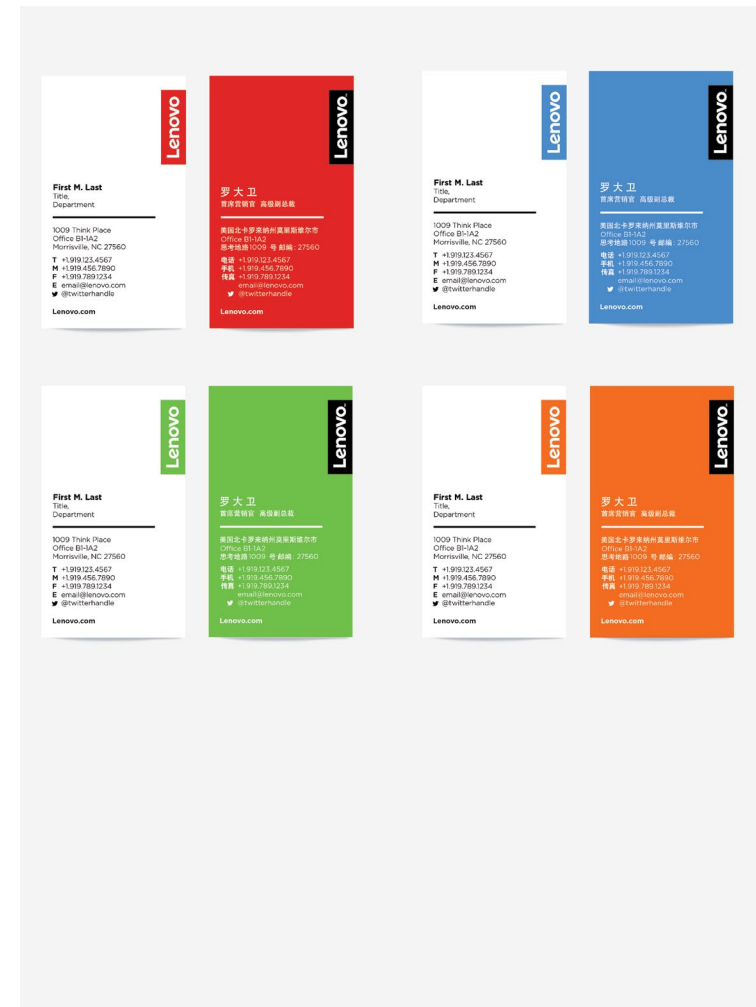 Lenovo
First M. Last
Title,
Department
1009 Think Place
Office B1-1A2
Morrisville, NC 27560
T +1.919.123.4567
M +1.919.456.7890
F +1.919.789.1234
E email@lenovo.com
@twitterhandle
Lenovo.com
Lenovo.
罗大卫
首席营销官 高级副总裁
美国北卡罗来纳州莫里斯维尔市
Office B1-1A2
思考地路1009 号 邮编 : 27560
电话 +1.919.123.4567
手机 +1.919.456.7890
传真 +1.919.789.1234
email@lenovo.com
@twitterhandle
Lenovo.com
Lenovo
First M. Last
Title,
Department
1009 Think Place
Office B1-1A2
Morrisville, NC 27560
T +1.919.123.4567
M +1.919.456.7890
F +1.919.789.1234
E email@lenovo.com
@twitterhandle
Lenovo.com
Lenovo.
罗大卫
首席营销官 高级副总裁
美国北卡罗来纳州莫里斯维尔市
Office B1-1A2
思考地路1009 号 邮编 : 27560
电话 +1.919.123.4567
手机 +1.919.456.7890
传真 +1.919.789.1234
email@lenovo.com
@twitterhandle
Lenovo.com
Lenovo
First M. Last
Title,
Department
1009 Think Place
Office B1-1A2
Morrisville, NC 27560
T +1.919.123.4567
M +1.919.456.7890
F +1.919.789.1234
E email@lenovo.com
@twitterhandle
Lenovo.com
Lenovo.
罗大卫
首席营销官 高级副总裁
美国北卡罗来纳州莫里斯维尔市
Office B1-1A2
思考地路1009 号 邮编 : 27560
电话 +1.919.123.4567
手机 +1.919.456.7890
传真 +1.919.789.1234
email@lenovo.com
@twitterhandle
Lenovo.com
Lenovo
First M. Last
Title,
Department
1009 Think Place
Office B1-1A2
Morrisville, NC 27560
T +1.919.123.4567
M +1.919.456.7890
F +1.919.789.1234
E email@lenovo.com
@twitterhandle
Lenovo.com
Lenovo.
罗大卫
首席营销官 高级副总裁
美国北卡罗来纳州莫里斯维尔市
Office B1-1A2
思考地路1009 号 邮编 : 27560
电话 +1.919.123.4567
手机 +1.919.456.7890
传真 +1.919.789.1234
email@lenovo.com
@twitterhandle
Lenovo.com